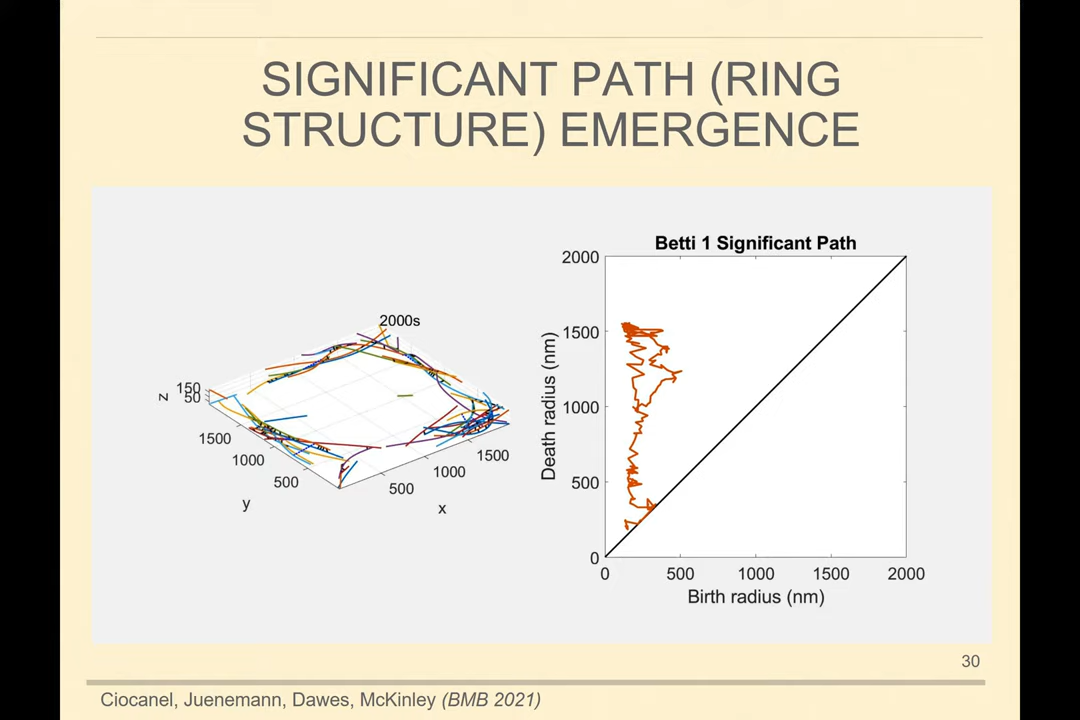 SIGNIFICANT PATH (RING
STRUCTURE) EMERGENCE
2000s
z
150
50
1500
1000
500
y
500
1000
1500
x
Betti 1 Significant Path
Death radius (nm)
2000
1500
1000
500
0
0 500 1000 1500 2000
Birth radius (nm)
30
Ciocanel, Juenemann, Dawes, McKinley (BMB 2021)